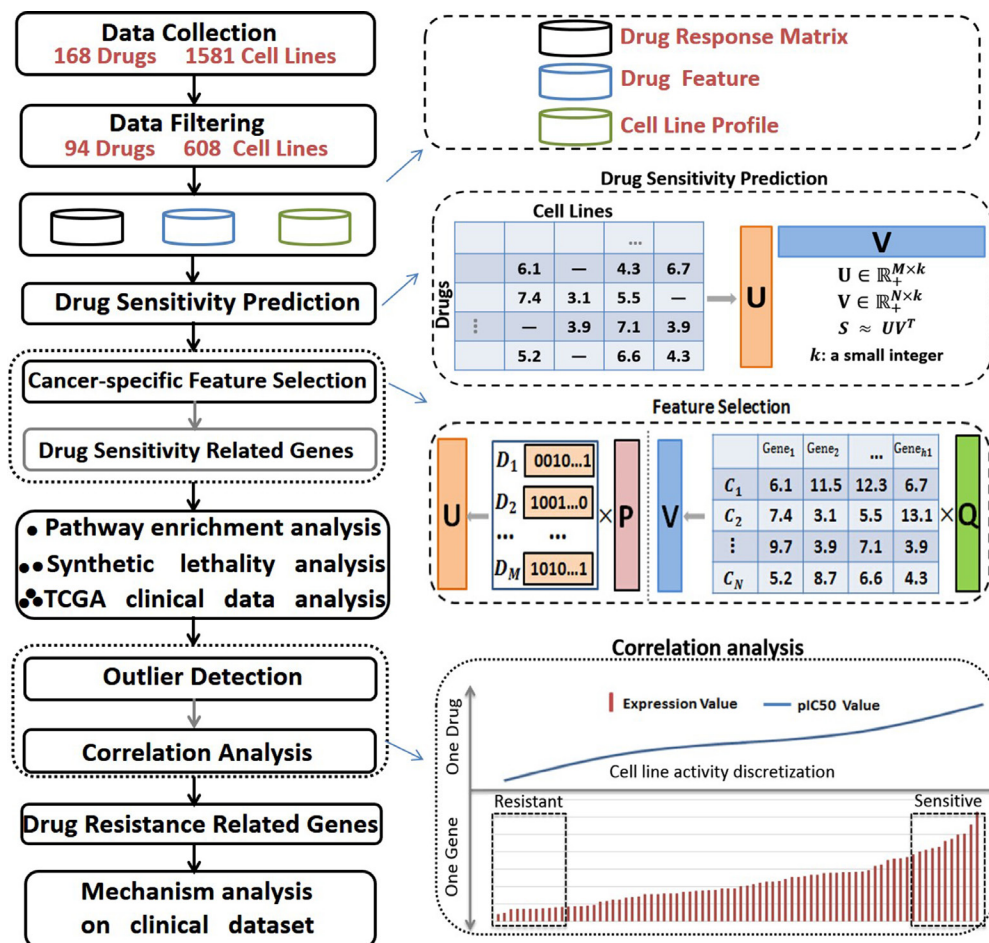 Data Collection
168 Drugs 1581 Cell Lines
Data Filtering
94 Drugs 608 Cell Lines
Drug Sensitivity Prediction
Cancer-specific Feature Selection
Drug Sensitivity Related Genes
• Pathway enrichment analysis
•• Synthetic lethality analysis
TCGA clinical data analysis
Outlier Detection
Correlation Analysis
Drug Resistance Related Genes
Mechanism analysis
on clinical dataset
Drug Response Matrix
Drug Feature
Cell Line Profile
Drug Sensitivity Prediction
Cell Lines
Drugs
...
6.1 — 4.3 6.7
7.4 3.1 5.5 —
⋮ — 3.9 7.1 3.9
5.2 — 6.6 4.3
U
V
U ∈ ℝ₊^{M×k}
V ∈ ℝ₊^{N×k}
S ≈ UV^T
k: a small integer
Feature Selection
U
D₁ 0010...1
D₂ 1001...0
... ...
D_M 1010...1
× P
V
Gene₁ Gene₂ ... Gene_{h1}
C₁ 6.1 11.5 12.3 6.7
C₂ 7.4 3.1 5.5 13.1
⋮ 9.7 3.9 7.1 3.9
C_N 5.2 8.7 6.6 4.3
× Q
Correlation analysis
One Drug
Expression Value pIC50 Value
Cell line activity discretization
One Gene
Resistant Sensitive